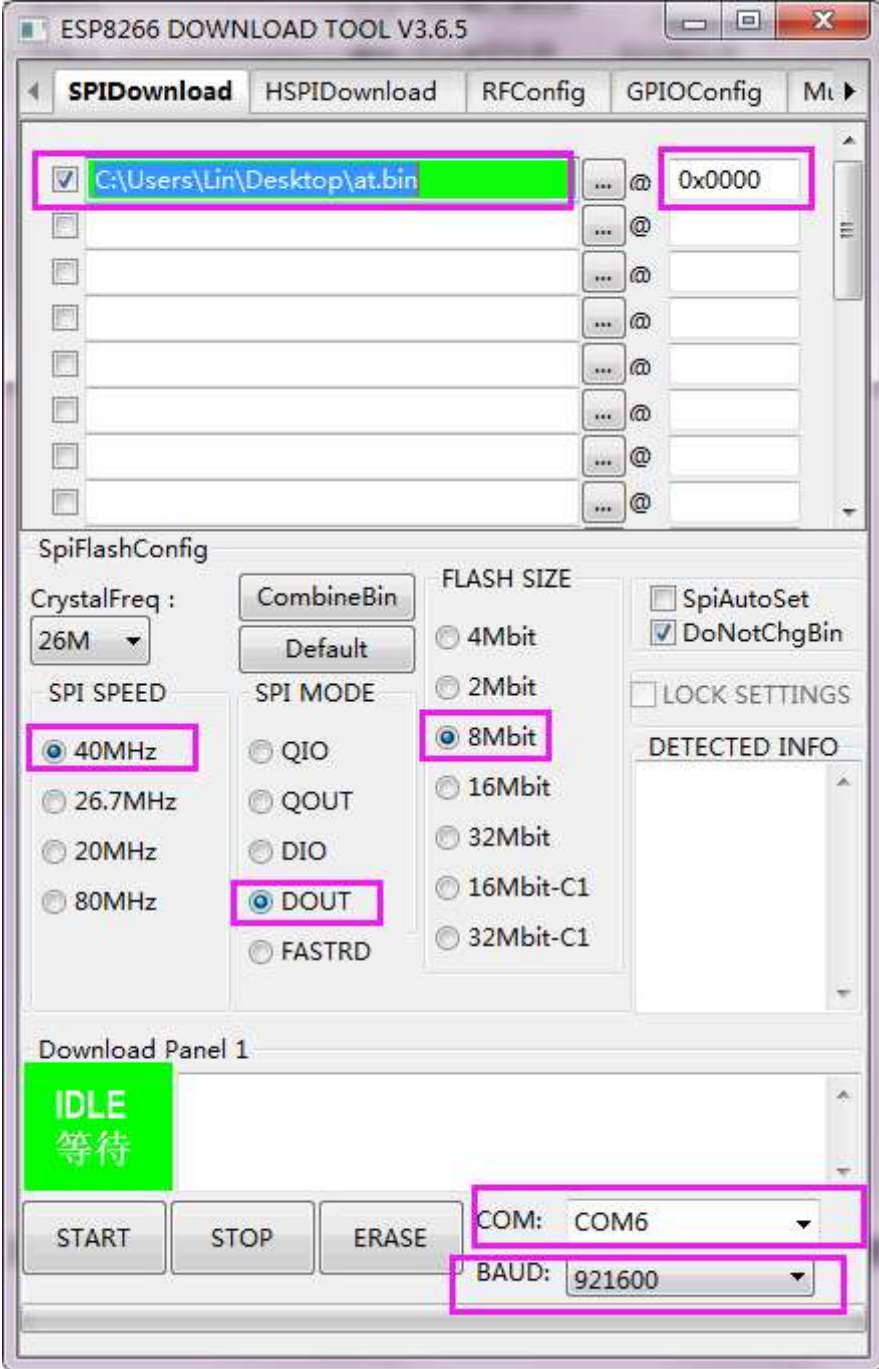 ESP8266 DOWNLOAD TOOL V3.6.5
SPIDownload HSPIDownload RFConfig GPIOConfig
C:\Users\Lin\Desktop\at.bin ... @ 0x0000
... @
... @
... @
... @
... @
... @
... @
SpiFlashConfig
CrystalFreq :
26M
CombineBin
Default
SPI SPEED
40MHz
26.7MHz
20MHz
80MHz
SPI MODE
QIO
QOUT
DIO
DOUT
FASTRD
FLASH SIZE
4Mbit
2Mbit
8Mbit
16Mbit
32Mbit
16Mbit-C1
32Mbit-C1
SpiAutoSet
DoNotChgBin
LOCK SETTINGS
DETECTED INFO
Download Panel 1
IDLE
等待
START STOP ERASE
COM: COM6
BAUD: 921600